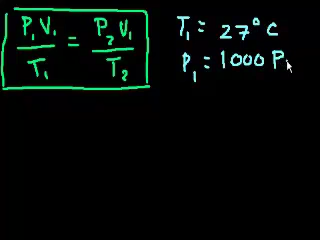 P₁V₁/T₁ = P₂V₁/T₂
T₁ = 27° C
P₁ = 1000 P